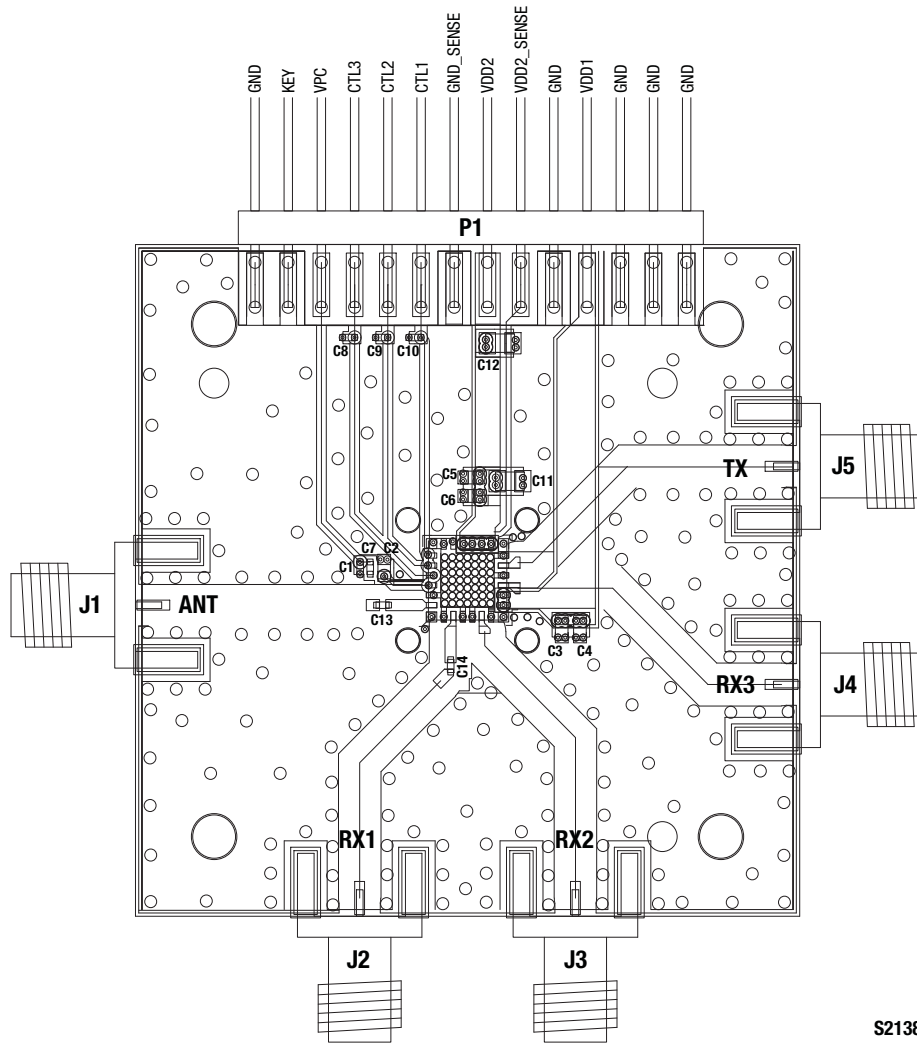 GND
KEY
VPC
CTL3
CTL2
CTL1
GND_SENSE
VDD2
VDD2_SENSE
GND
VDD1
GND
GND
GND
P1
C8
C9
C10
C12
C5
C11
C6
TX
J5
C7
C2
C1
J1
ANT
C13
C3
C4
C14
RX3
J4
RX1
RX2
J2
J3
S2138